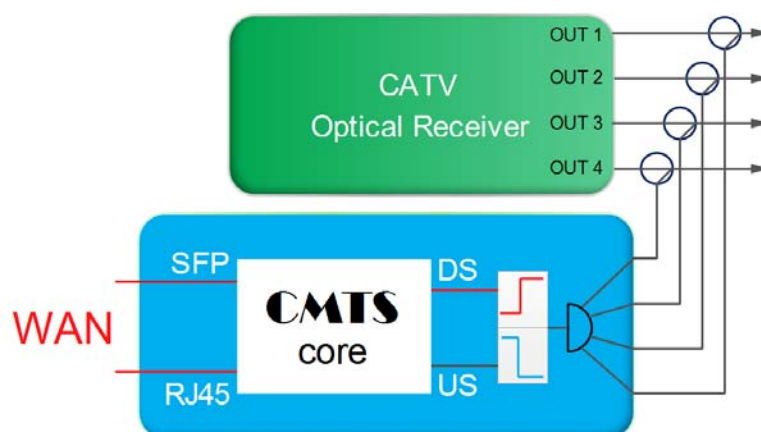 OUT 1
CATV
Optical Receiver
OUT 2
OUT 3
OUT 4
WAN
SFP
RJ45
CMTS
core
DS
US